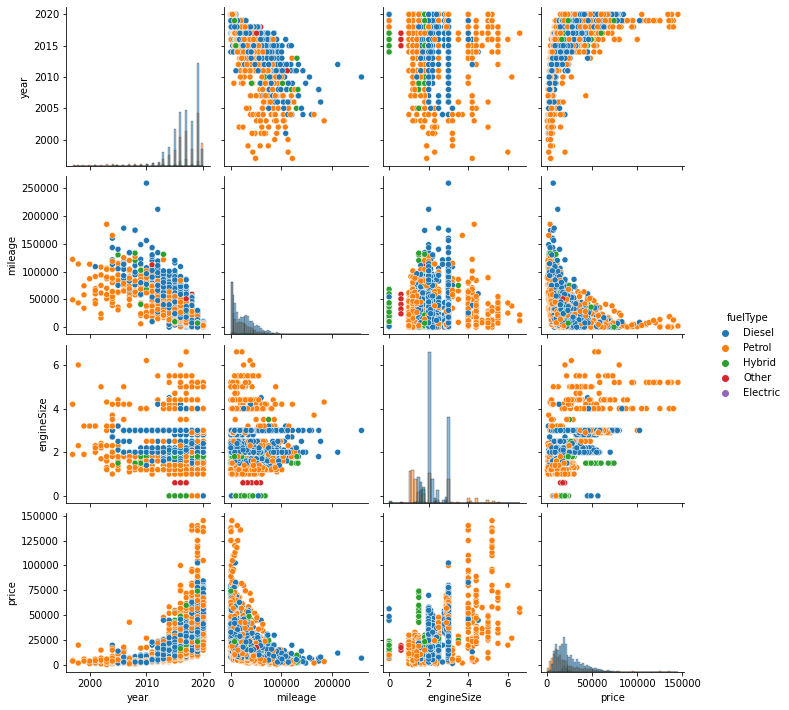 2020
2015
2010
2005
2000
year
250000
200000
150000
100000
50000
0
mileage
fuelType
Diesel
Petrol
Hybrid
Other
Electric
6
4
2
0
engineSize
150000
125000
100000
75000
50000
25000
0
price
2000 2010 2020 0 100000 200000 0 2 4 6 0 50000 100000 150000
year mileage engineSize price